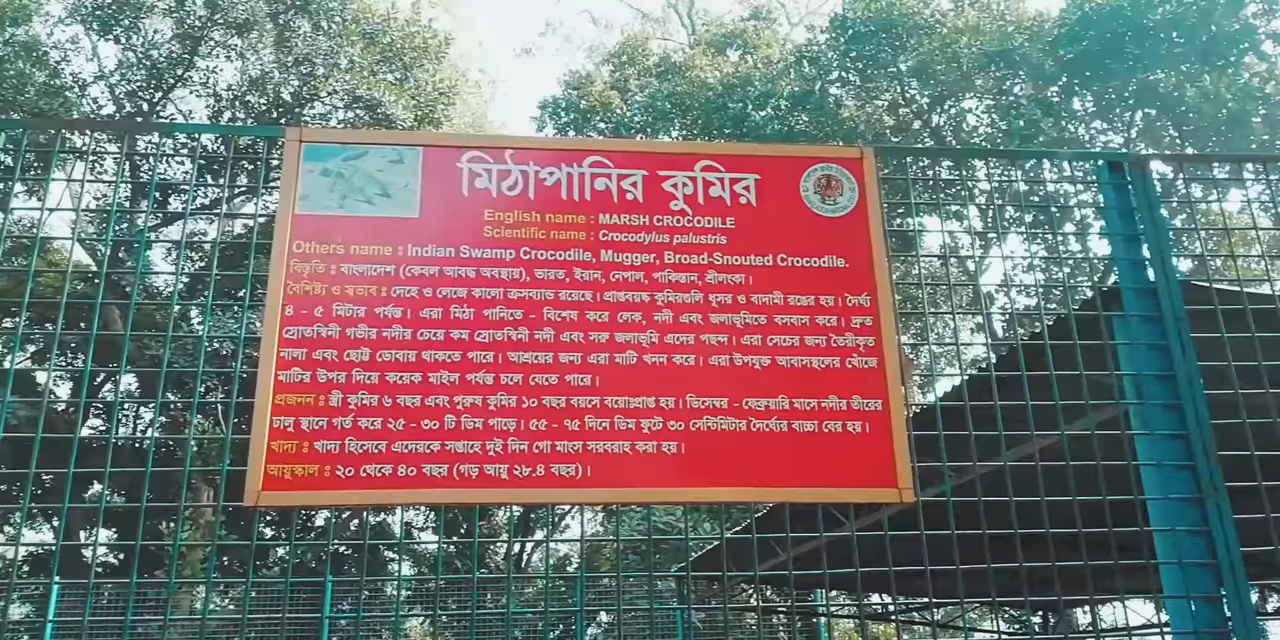 মিঠাপানির কুমির
English name : MARSH CROCODILE
Scientific name : Crocodylus palustris
Others name : Indian Swamp Crocodile, Mugger, Broad-Snouted Crocodile.
বিস্তৃতি : বাংলাদেশ (কেবল আবদ্ধ অবস্থায়), ভারত, ইরান, নেপাল, পাকিস্তান, শ্রীলংকা।
বৈশিষ্ট্য ও স্বভাব : দেহে ও লেজে কালো ক্রসব্যান্ড রয়েছে। প্রাপ্তবয়স্ক কুমিরগুলি ধুসর ও বাদামী রঙের হয়। দৈর্ঘ্য
৪ - ৫ মিটার পর্যন্ত। এরা মিঠা পানিতে - বিশেষ করে লেক, নদী এবং জলাভূমিতে বসবাস করে। দ্রুত
স্রোতস্বিনী গভীর নদীর চেয়ে কম স্রোতস্বিনী নদী এবং সরু জলাভূমি এদের পছন্দ। এরা সেচের জন্য তৈরীকৃত
নালা এবং ছোট্ট ডোবায় থাকতে পারে। আশ্রয়ের জন্য এরা মাটি খনন করে। এরা উপযুক্ত আবাসস্থলের খোঁজে
মাটির উপর দিয়ে কয়েক মাইল পর্যন্ত চলে যেতে পারে।
প্রজনন : স্ত্রী কুমির ৬ বছর এবং পুরুষ কুমির ১০ বছর বয়সে বয়োঃপ্রাপ্ত হয়। ডিসেম্বর - ফেব্রুয়ারি মাসে নদীর তীরের
ঢালু স্থানে গর্ত করে ২৫ - ৩০ টি ডিম পাড়ে। ৫৫ - ৭৫ দিনে ডিম ফুটে ৩০ সেন্টিমিটার দৈর্ঘ্যের বাচ্চা বের হয়।
খাদ্য : খাদ্য হিসেবে এদেরকে সপ্তাহে দুই দিন গো মাংস সরবরাহ করা হয়।
আয়ুস্কাল : ২০ থেকে ৪০ বছর (গড় আয়ু ২৮.৪ বছর)।